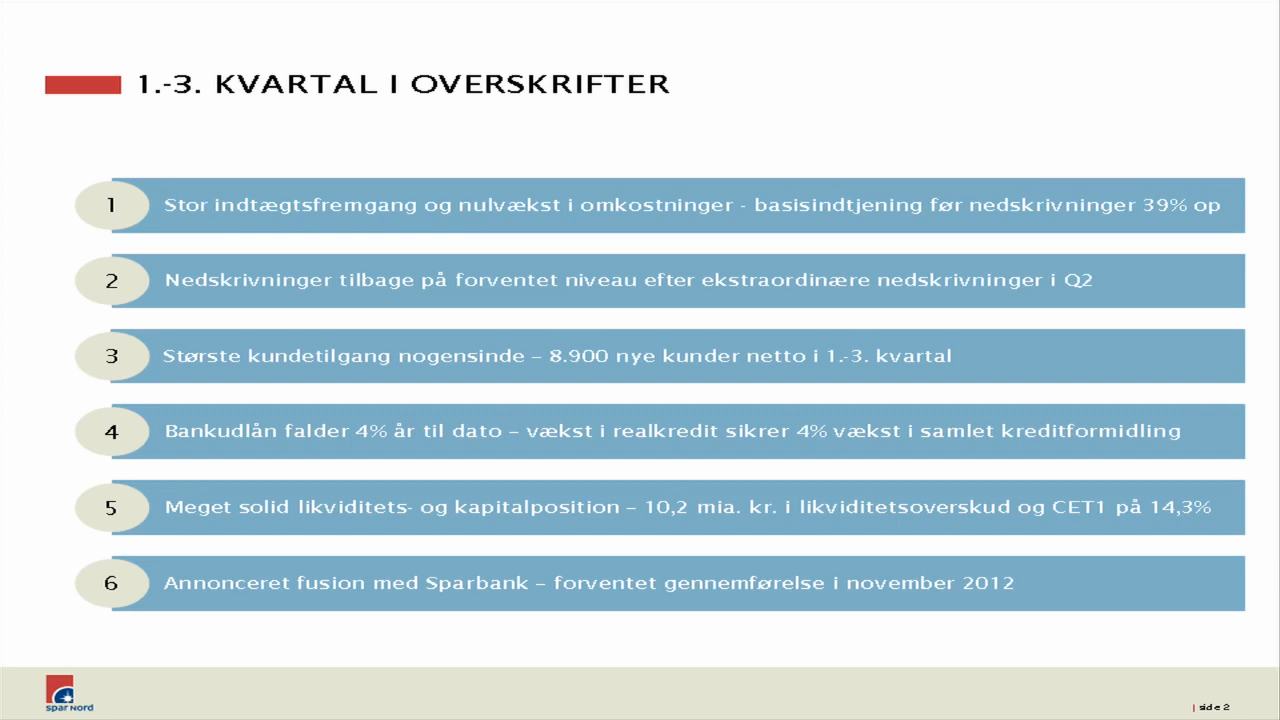 1.-3. KVARTAL I OVERSKRIFTER
1 Stor indtægtsfremgang og nulvækst i omkostninger - basisindtjening før nedskrivninger 39% op
2 Nedskrivninger tilbage på forventet niveau efter ekstraordinære nedskrivninger i Q2
3 Største kundetilgang nogensinde – 8.900 nye kunder netto i 1.-3. kvartal
4 Bankudlån falder 4% år til dato – vækst i realkredit sikrer 4% vækst i samlet kreditformidling
5 Meget solid likviditets- og kapitalposition – 10,2 mia. kr. i likviditetsoverskud og CET1 på 14,3%
6 Annonceret fusion med Sparbank – forventet gennemførelse i november 2012
Spar Nord
| side 2